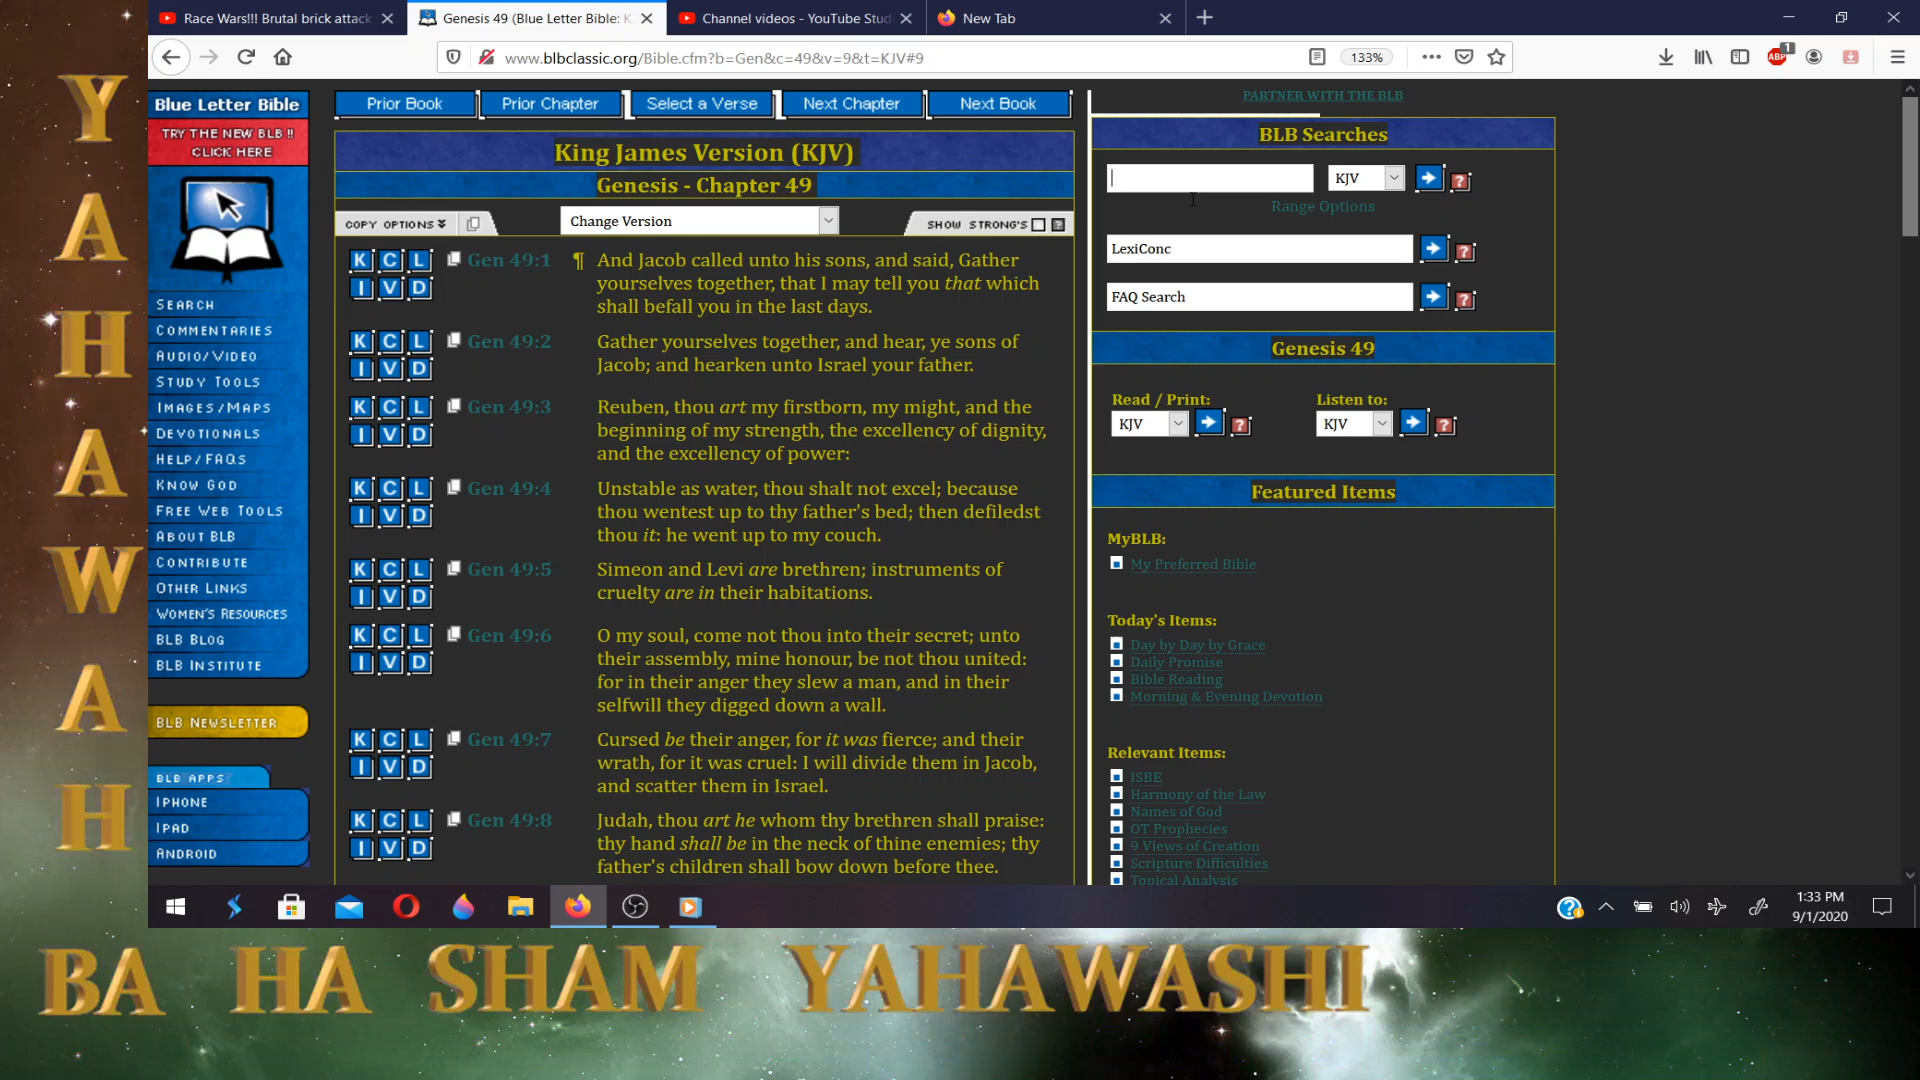 Race Wars!!! Brutal brick attack
Genesis 49 (Blue Letter Bible: K
Channel videos - YouTube Stud
New Tab
www.blbclassic.org/Bible.cfm?b=Gen&c=49&v=9&t=KJV#9
133%
ABP
1
YAHAWAH
Blue Letter Bible
TRY THE NEW BLB !!
CLICK HERE
SEARCH
COMMENTARIES
AUDIO/VIDEO
STUDY TOOLS
IMAGES/MAPS
DEVOTIONALS
HELP/FAQS
KNOW GOD
FREE WEB TOOLS
ABOUT BLB
CONTRIBUTE
OTHER LINKS
WOMEN'S RESOURCES
BLB BLOG
BLB INSTITUTE
BLB NEWSLETTER
BLB APPS
IPHONE
IPAD
ANDROID
Prior Book
Prior Chapter
Select a Verse
Next Chapter
Next Book
King James Version (KJV)
Genesis - Chapter 49
COPY OPTIONS
Change Version
SHOW STRONG'S
K C L
I V D
Gen 49:1
¶ And Jacob called unto his sons, and said, Gather
yourselves together, that I may tell you that which
shall befall you in the last days.
K C L
I V D
Gen 49:2
Gather yourselves together, and hear, ye sons of
Jacob; and hearken unto Israel your father.
K C L
I V D
Gen 49:3
Reuben, thou art my firstborn, my might, and the
beginning of my strength, the excellency of dignity,
and the excellency of power:
K C L
I V D
Gen 49:4
Unstable as water, thou shalt not excel; because
thou wentest up to thy father's bed; then defiledst
thou it: he went up to my couch.
K C L
I V D
Gen 49:5
Simeon and Levi are brethren; instruments of
cruelty are in their habitations.
K C L
I V D
Gen 49:6
O my soul, come not thou into their secret; unto
their assembly, mine honour, be not thou united:
for in their anger they slew a man, and in their
selfwill they digged down a wall.
K C L
I V D
Gen 49:7
Cursed be their anger, for it was fierce; and their
wrath, for it was cruel: I will divide them in Jacob,
and scatter them in Israel.
K C L
I V D
Gen 49:8
Judah, thou art he whom thy brethren shall praise:
thy hand shall be in the neck of thine enemies; thy
father's children shall bow down before thee.
PARTNER WITH THE BLB
BLB Searches
KJV
?
Range Options
LexiConc
?
FAQ Search
?
Genesis 49
Read / Print:
KJV
?
Listen to:
KJV
?
Featured Items
MyBLB:
My Preferred Bible
Today's Items:
Day by Day by Grace
Daily Promise
Bible Reading
Morning & Evening Devotion
Relevant Items:
ISBE
Harmony of the Law
Names of God
OT Prophecies
9 Views of Creation
Scripture Difficulties
Topical Analysis
1:33 PM
9/1/2020
BA HA SHAM YAHAWASHI